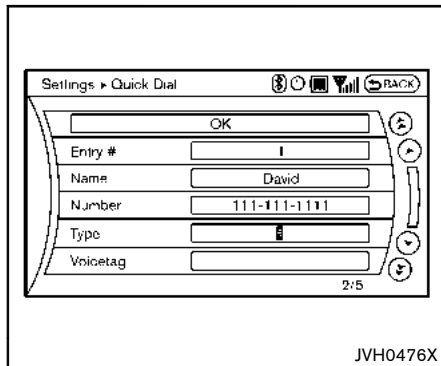 Settings ▸ Quick Dial BACK
OK
Entry # 1
Name David
Number 111-111-1111
Type
Voicetag
2/5
JVH0476X